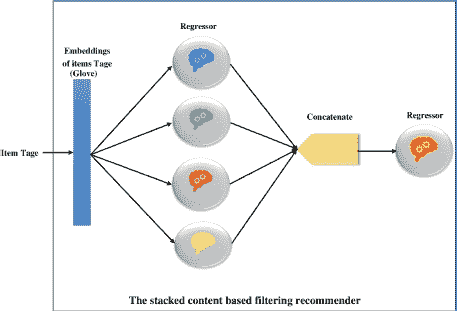 Regressor
Embeddings
of items Tage
(Glove)
Item Tage
Concatenate
Regressor
The stacked content based filtering recommender